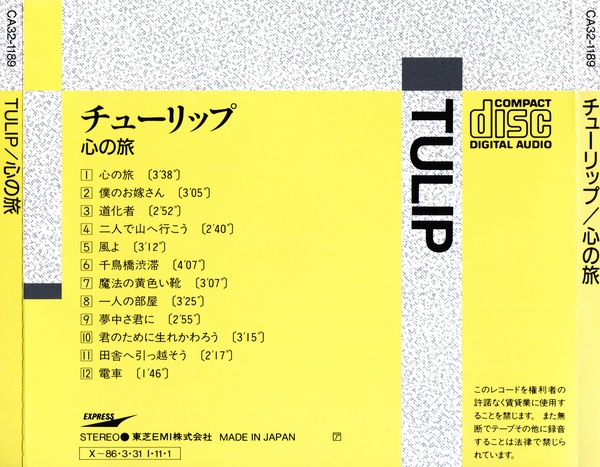 CA32-1189
TULIP/心の旅
チューリップ
心の旅
1 心の旅 〔3'38"〕
2 僕のお嫁さん 〔3'05"〕
3 道化者 〔2'52"〕
4 二人で山へ行こう 〔2'40"〕
5 風よ 〔3'12"〕
6 千鳥橋渋滞 〔4'07"〕
7 魔法の黄色い靴 〔3'07"〕
8 一人の部屋 〔3'25"〕
9 夢中さ君に 〔2'55"〕
10 君のために生れかわろう 〔3'15"〕
11 田舎へ引っ越そう 〔2'17"〕
12 電車 〔1'46"〕
EXPRESS
STEREO● 東芝EMI株式会社 MADE IN JAPAN ア
X〜86・3・31 I・11・1
TULIP
COMPACT
disc
DIGITAL AUDIO
このレコードを権利者の
許諾なく賃貸業に使用す
ることを禁じます。また無
断でテープその他に録音
することは法律で禁じら
れています。
CA32-1189
チューリップ/心の旅